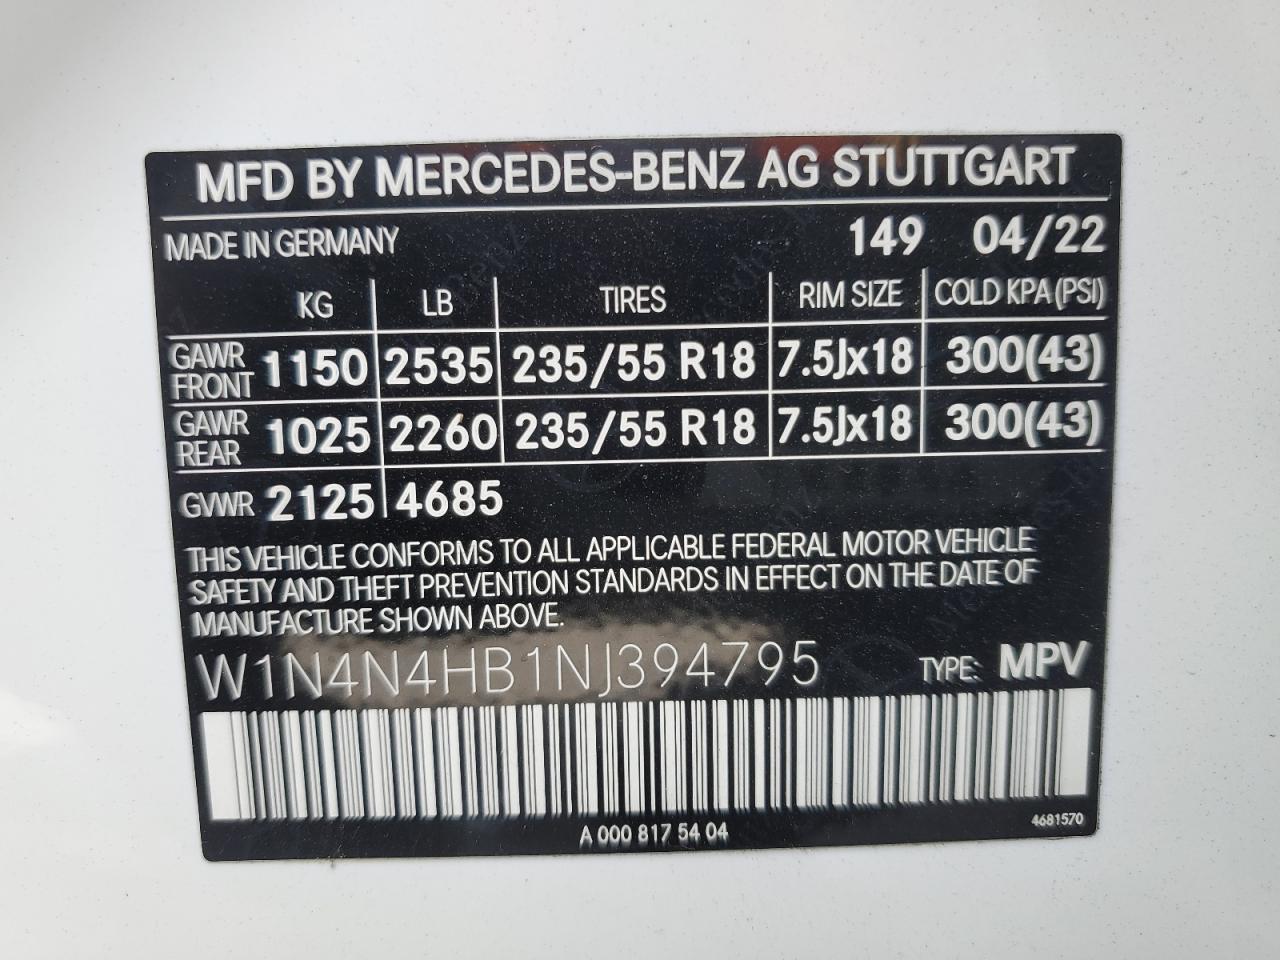 MFD BY MERCEDES-BENZ AG STUTTGART
MADE IN GERMANY 149 04/22
KG LB TIRES RIM SIZE COLD KPA (PSI)
GAWR FRONT 1150 2535 235/55 R18 7.5Jx18 300(43)
GAWR REAR 1025 2260 235/55 R18 7.5Jx18 300(43)
GVWR 2125 4685
THIS VEHICLE CONFORMS TO ALL APPLICABLE FEDERAL MOTOR VEHICLE
SAFETY AND THEFT PREVENTION STANDARDS IN EFFECT ON THE DATE OF
MANUFACTURE SHOWN ABOVE.
W1N4N4HB1NJ394795 TYPE: MPV
A 000 817 54 04 4681570